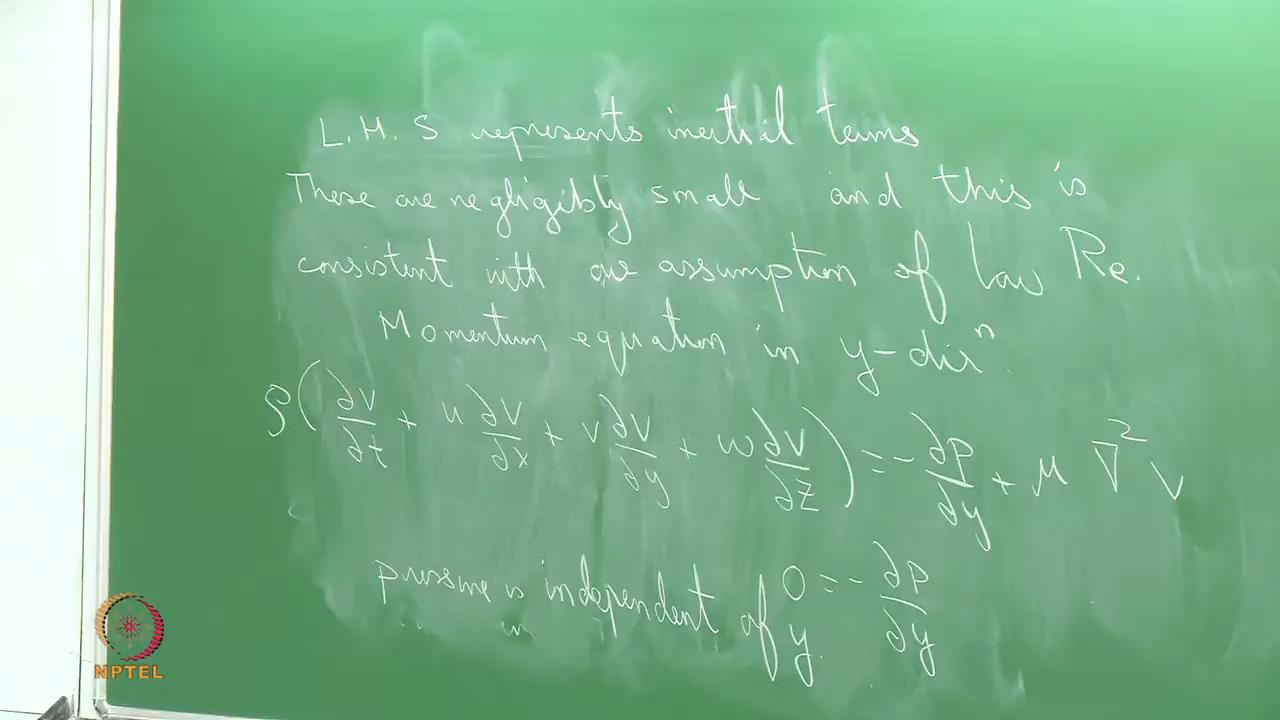 L.H.S represents inertial terms
These are negligibly small and this is
consistent with our assumption of low Re.
Momentum equation in y-dirⁿ.
ρ(∂v/∂t + u ∂v/∂x + v ∂v/∂y + w ∂v/∂z) = -∂p/∂y + μ ∇² v
0 = -∂p/∂y
pressure is independent of y.
NPTEL